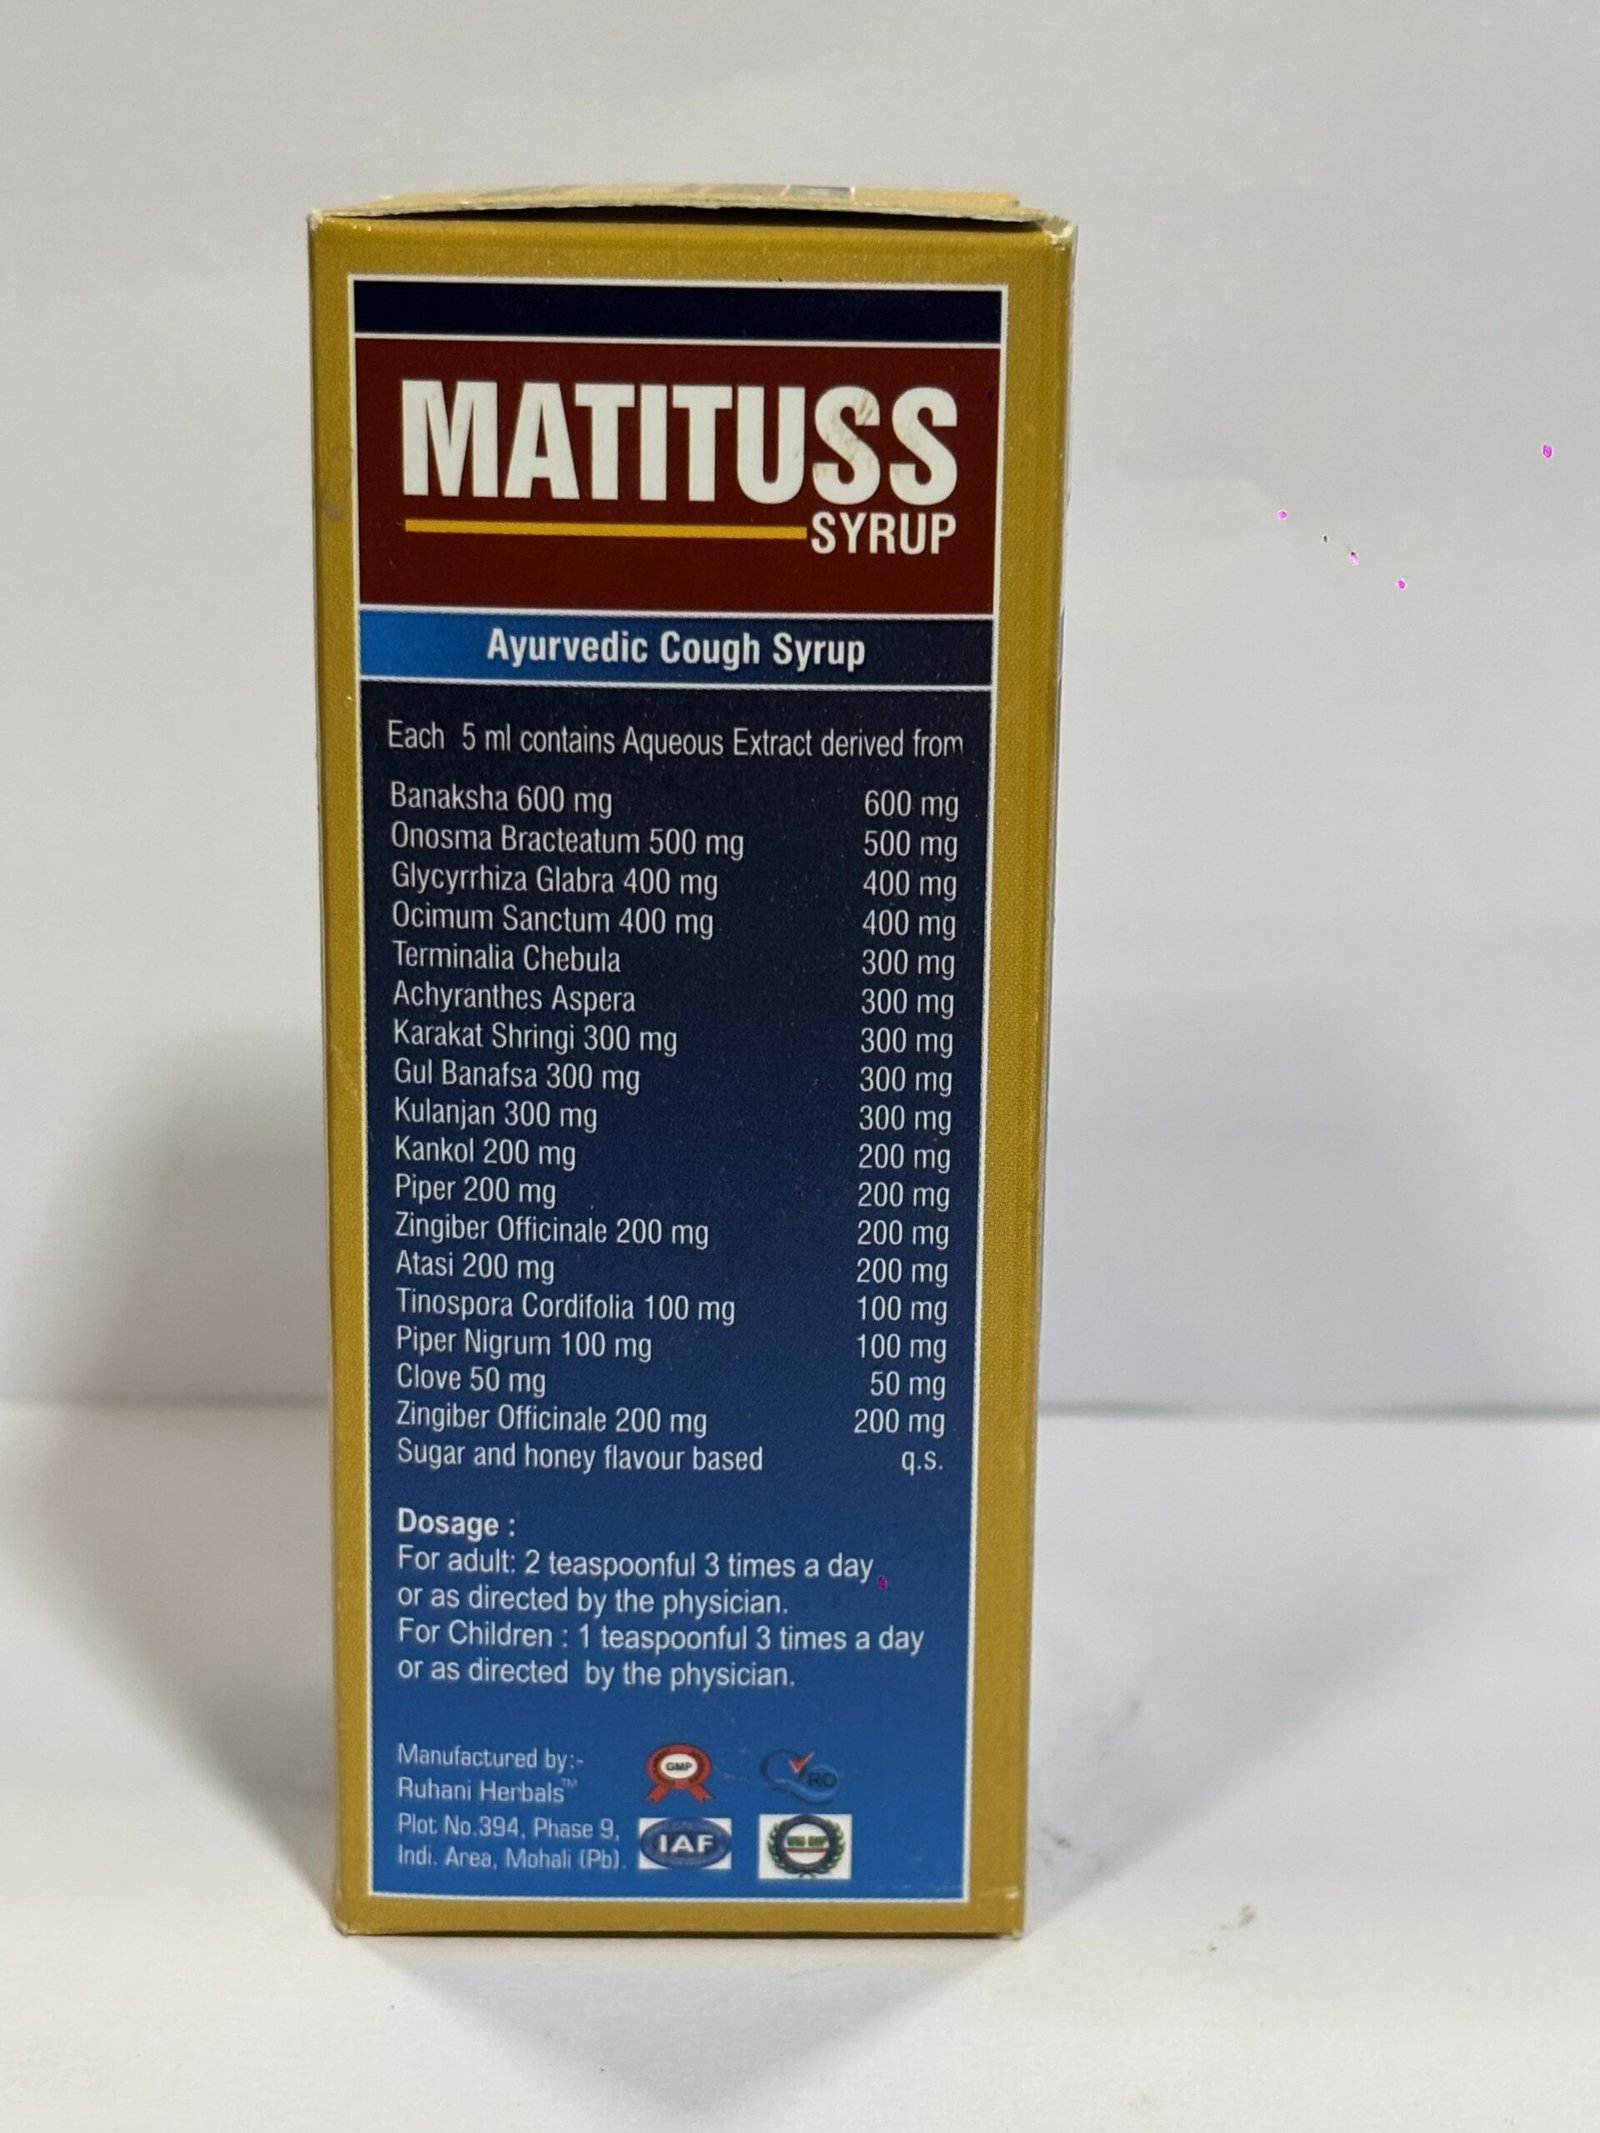 MATITUSS
SYRUP
Ayurvedic Cough Syrup
Each 5 ml contains Aqueous Extract derived from
Banaksha 600 mg 600 mg
Onosma Bracteatum 500 mg 500 mg
Glycyrrhiza Glabra 400 mg 400 mg
Ocimum Sanctum 400 mg 400 mg
Terminalia Chebula 300 mg
Achyranthes Aspera 300 mg
Karakat Shringi 300 mg 300 mg
Gul Banafsa 300 mg 300 mg
Kulanjan 300 mg 300 mg
Kankol 200 mg 200 mg
Piper 200 mg 200 mg
Zingiber Officinale 200 mg 200 mg
Atasi 200 mg 200 mg
Tinospora Cordifolia 100 mg 100 mg
Piper Nigrum 100 mg 100 mg
Clove 50 mg 50 mg
Zingiber Officinale 200 mg 200 mg
Sugar and honey flavour based q.s.
Dosage :
For adult: 2 teaspoonful 3 times a day
or as directed by the physician.
For Children : 1 teaspoonful 3 times a day
or as directed by the physician.
Manufactured by:-
Ruhani Herbals™
Plot No.394, Phase 9,
Indi. Area, Mohali (Pb).
GMP
RO
IAF